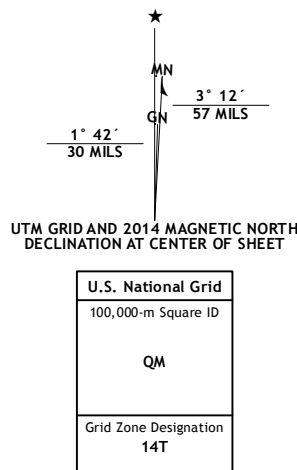 ★
MN
3° 12´
57 MILS
GN
1° 42´
30 MILS
UTM GRID AND 2014 MAGNETIC NORTH
DECLINATION AT CENTER OF SHEET
U.S. National Grid
100,000-m Square ID
QM
Grid Zone Designation
14T